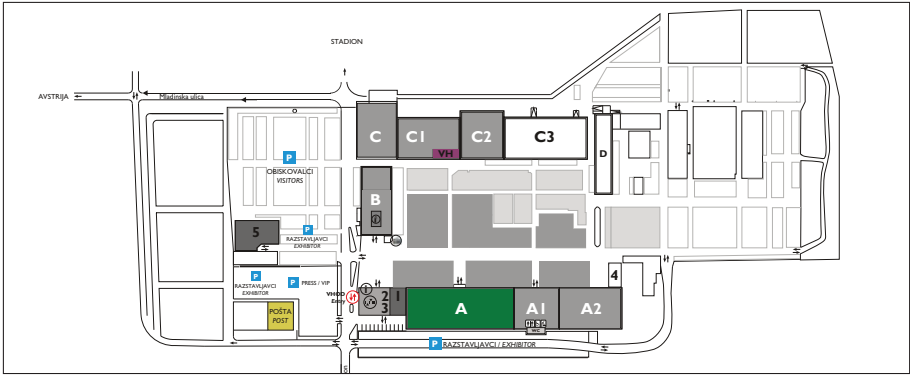 STADION
AVSTRIJA
Mladinska ulica
C
C1
C2
C3
VH
D
P
OBISKOVALCI
VISITORS
B
i
5
P
RAZSTAVLJAVCI
EXHIBITOR
P
RAZSTAVLJAVCI
EXHIBITOR
P PRESS / VIP
VHOD
Entry
i
2
3
1
A
A1
A2
4
WC
POŠTA
POST
P RAZSTAVLJAVCI / EXHIBITOR